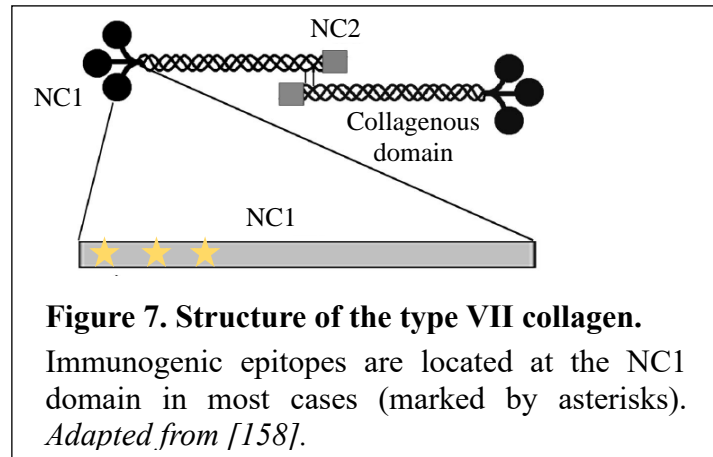 NC2
NC1
Collagenous
domain
NC1
Figure 7. Structure of the type VII collagen.
Immunogenic epitopes are located at the NC1
domain in most cases (marked by asterisks).
Adapted from [158].